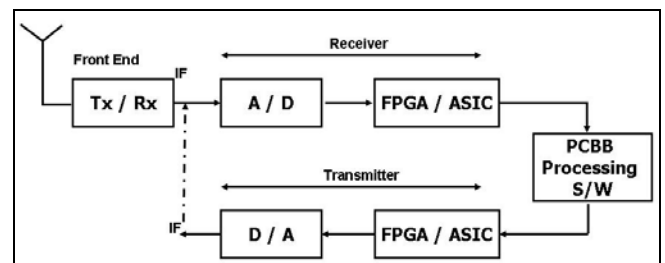 Receiver
Front End
IF
Tx / Rx
A / D
FPGA / ASIC
PCBB
Processing
S/W
Transmitter
IF
D / A
FPGA / ASIC